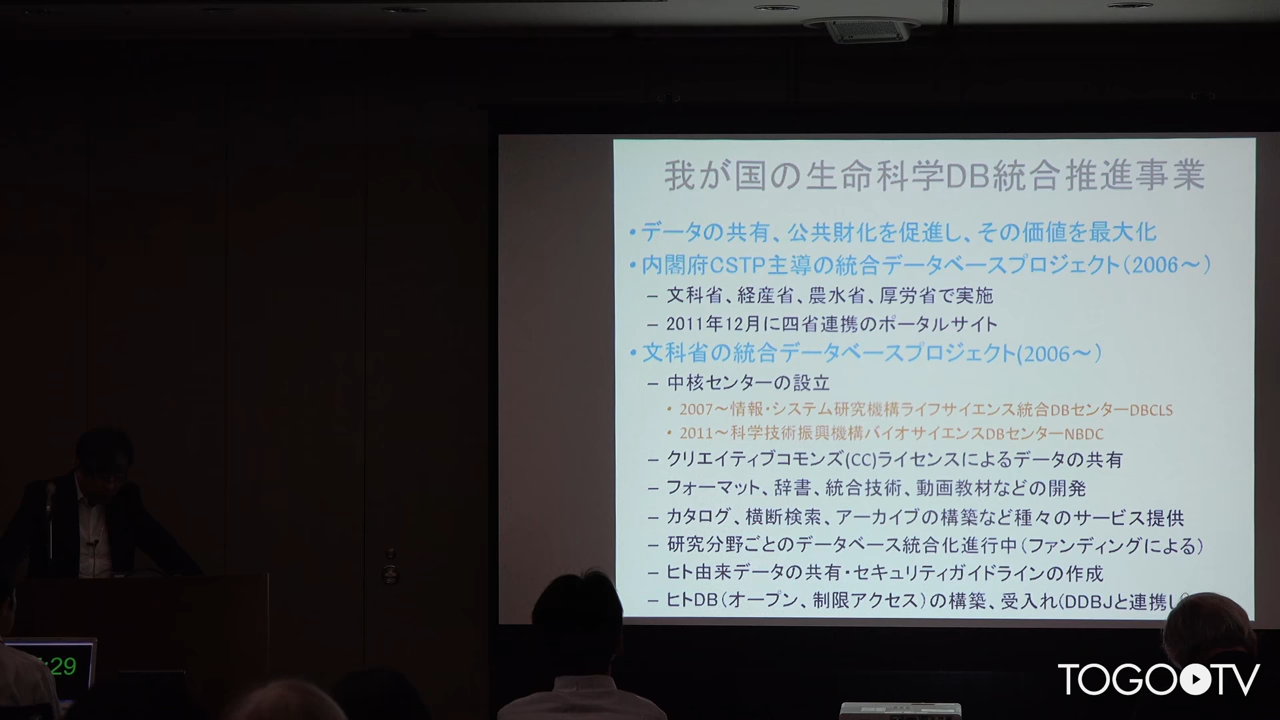 我が国の生命科学DB統合推進事業
•データの共有、公共財化を促進し、その価値を最大化
•内閣府CSTP主導の統合データベースプロジェクト(2006～)
– 文科省、経産省、農水省、厚労省で実施
– 2011年12月に四省連携のポータルサイト
•文科省の統合データベースプロジェクト(2006～)
– 中核センターの設立
• 2007～情報・システム研究機構ライフサイエンス統合DBセンターDBCLS
• 2011～科学技術振興機構バイオサイエンスDBセンターNBDC
– クリエイティブコモンズ(CC)ライセンスによるデータの共有
– フォーマット、辞書、統合技術、動画教材などの開発
– カタログ、横断検索、アーカイブの構築など種々のサービス提供
– 研究分野ごとのデータベース統合化進行中(ファンディングによる)
– ヒト由来データの共有・セキュリティガイドラインの作成
– ヒトDB(オープン、制限アクセス)の構築、受入れ(DDBJと連携し
:29
TOGOTV